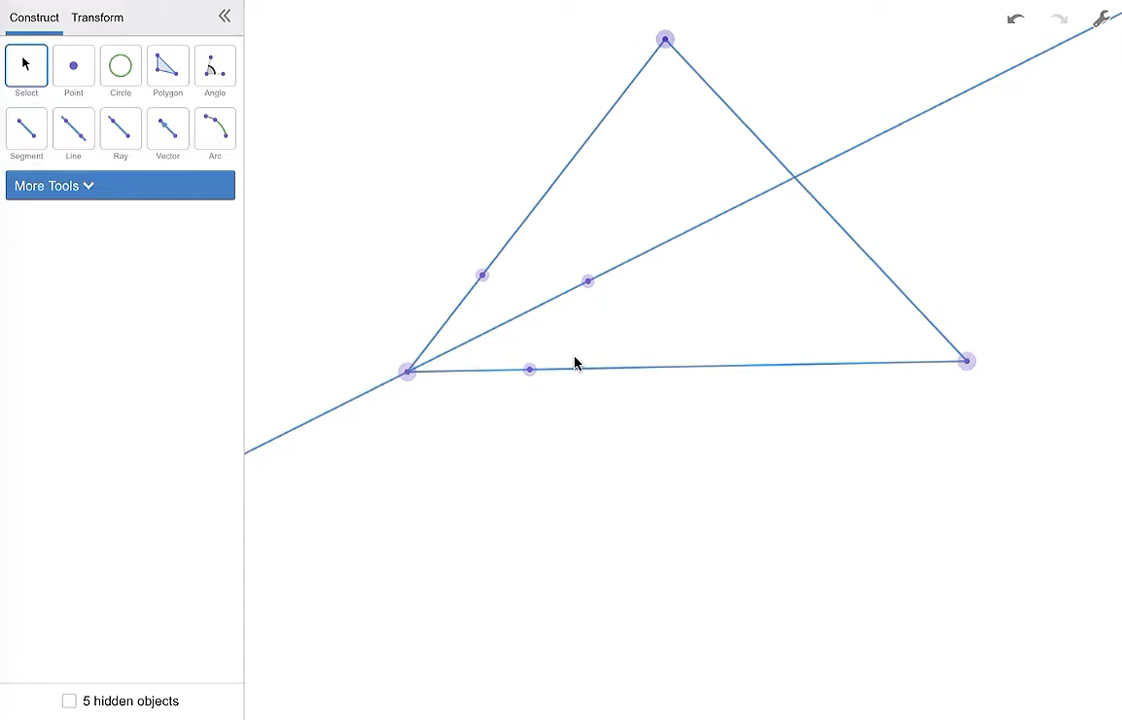 Construct Transform
Select Point Circle Polygon Angle
Segment Line Ray Vector Arc
More Tools
5 hidden objects